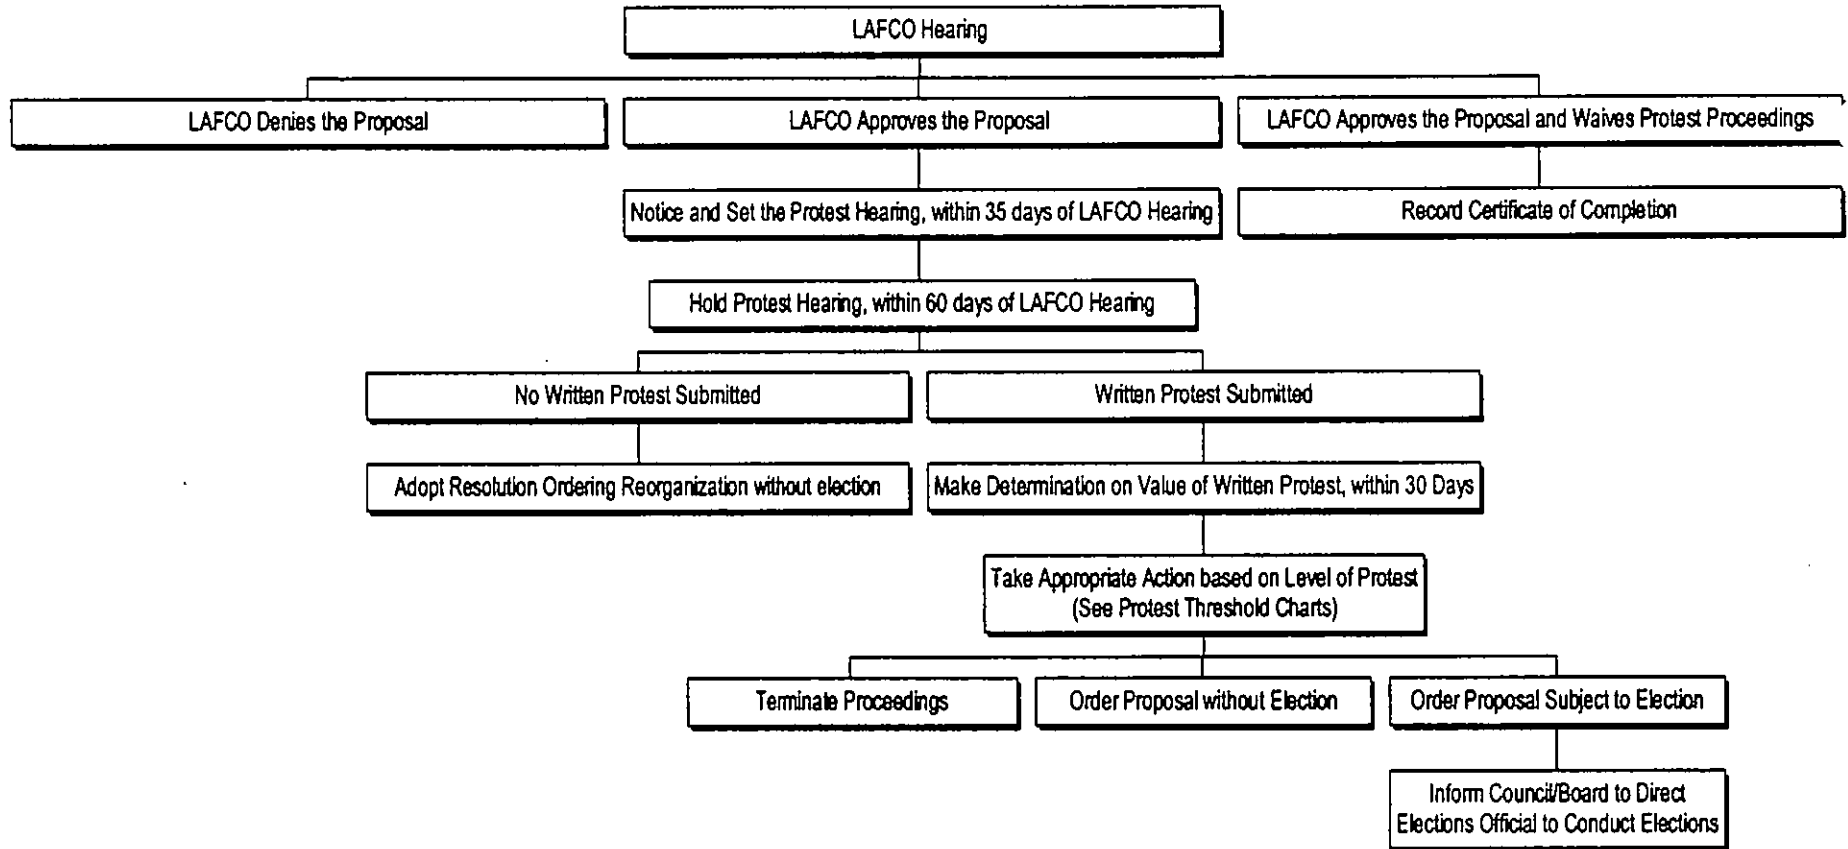 LAFCO Hearing
LAFCO Denies the Proposal
LAFCO Approves the Proposal
LAFCO Approves the Proposal and Waives Protest Proceedings
Notice and Set the Protest Hearing, within 35 days of LAFCO Hearing
Record Certificate of Completion
Hold Protest Hearing, within 60 days of LAFCO Hearing
No Written Protest Submitted
Written Protest Submitted
Adopt Resolution Ordering Reorganization without election
Make Determination on Value of Written Protest, within 30 Days
Take Appropriate Action based on Level of Protest
(See Protest Threshold Charts)
Terminate Proceedings
Order Proposal without Election
Order Proposal Subject to Election
Inform Council/Board to Direct
Elections Official to Conduct Elections